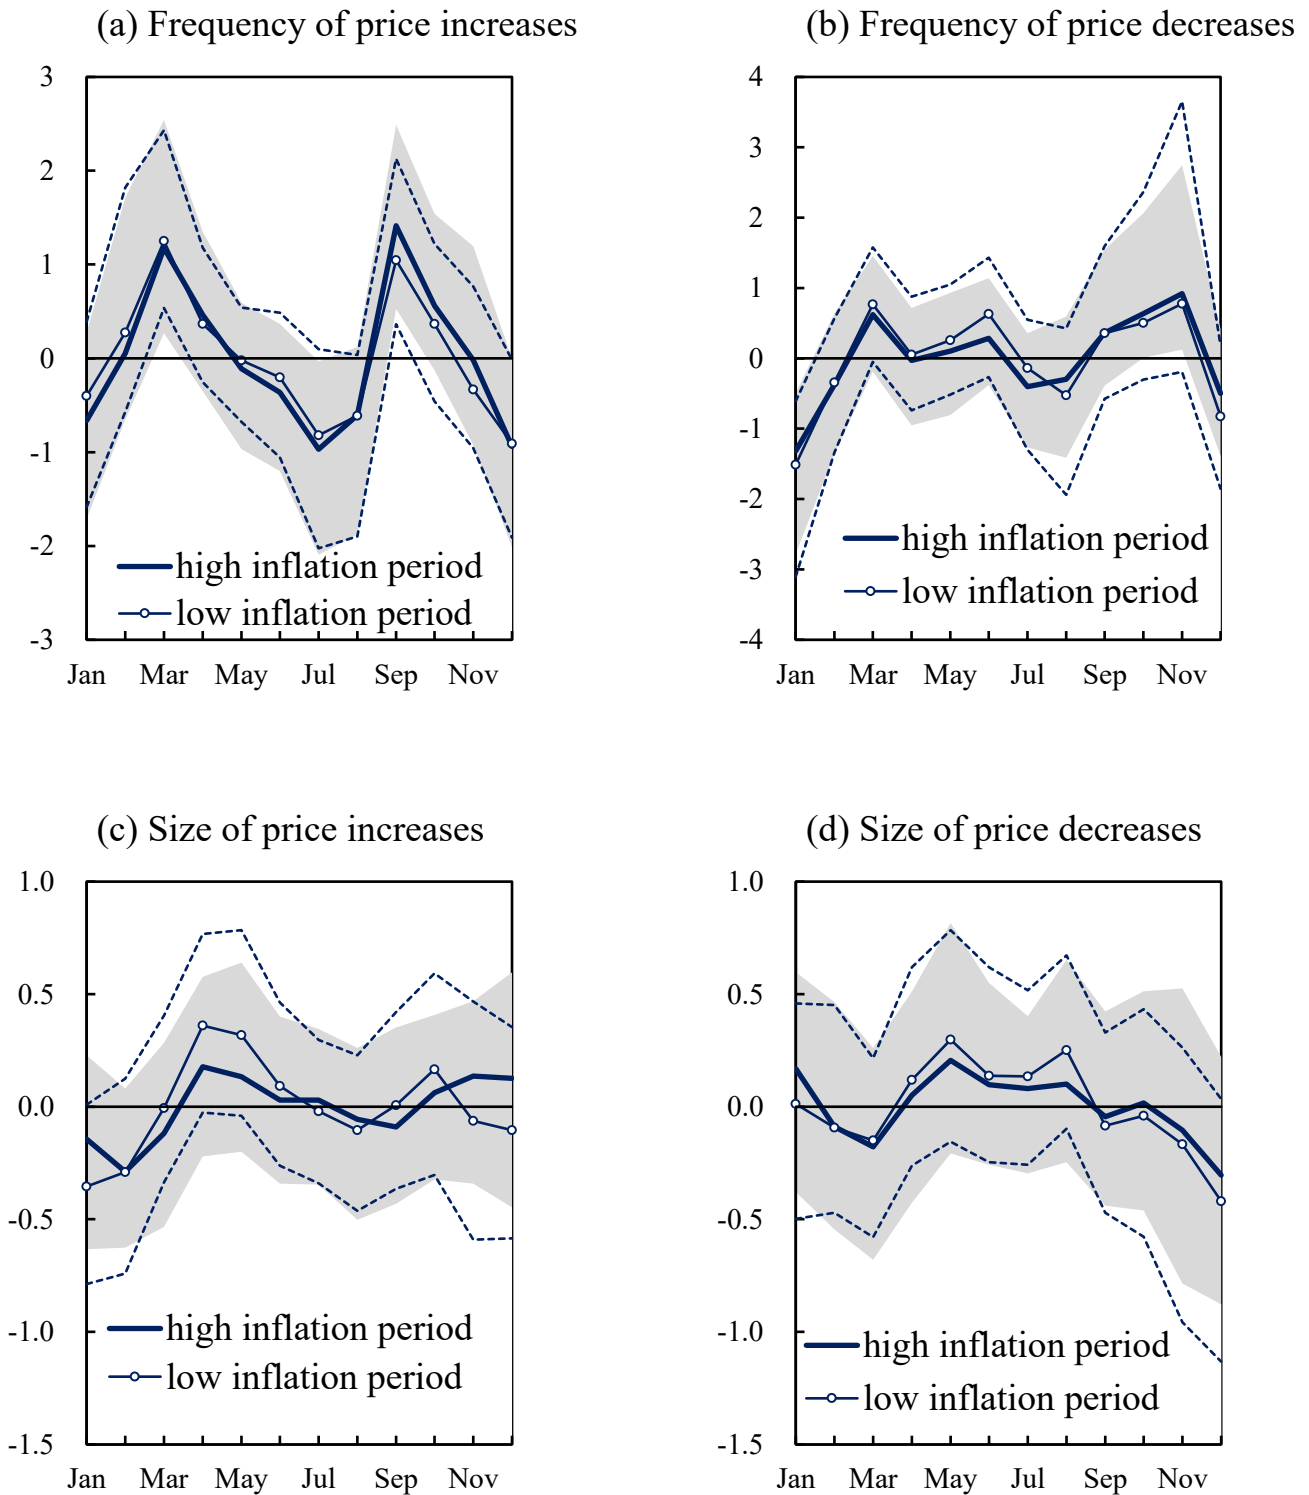 (a) Frequency of price increases
3
2
1
0
-1
-2
-3
high inflation period
low inflation period
Jan Mar May Jul Sep Nov
(b) Frequency of price decreases
4
3
2
1
0
-1
-2
-3
-4
high inflation period
low inflation period
Jan Mar May Jul Sep Nov
(c) Size of price increases
1.0
0.5
0.0
-0.5
-1.0
-1.5
high inflation period
low inflation period
Jan Mar May Jul Sep Nov
(d) Size of price decreases
1.0
0.5
0.0
-0.5
-1.0
-1.5
high inflation period
low inflation period
Jan Mar May Jul Sep Nov